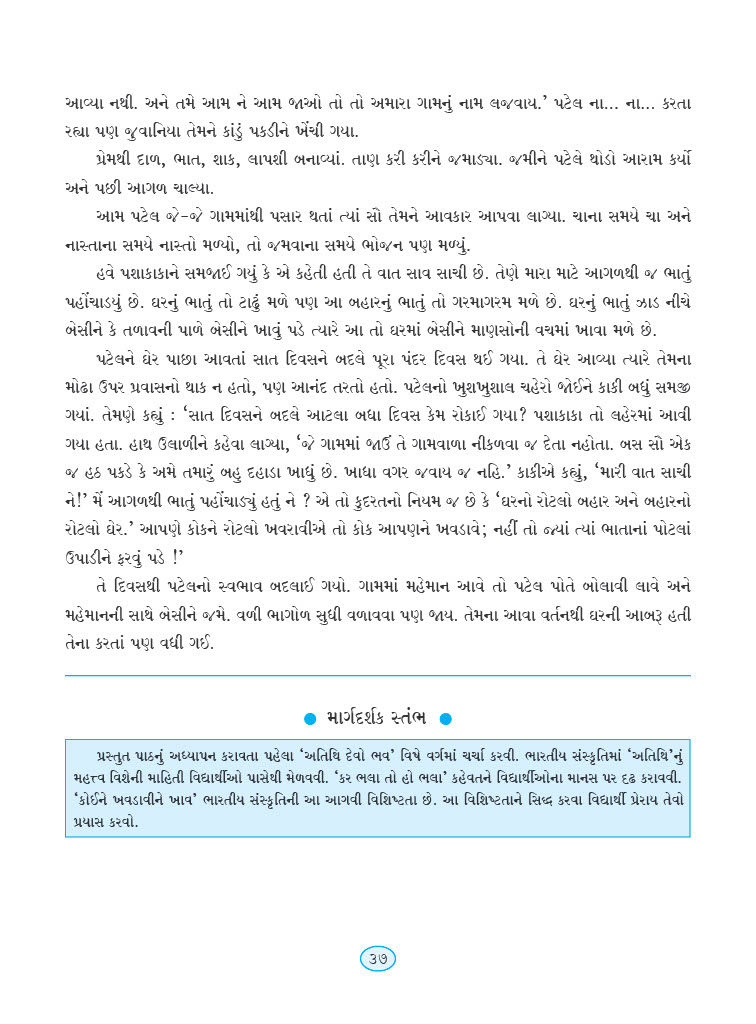 આવ્યા નથી. અને તમે આમ ને આમ જાઓ તો તો અમારા ગામનું નામ લજવાય.’ પટેલ ના... ના... કરતા
રહ્યા પણ જુવાનિયા તેમને કાંડું પકડીને ખેંચી ગયા.
પ્રેમથી દાળ, ભાત, શાક, લાપશી બનાવ્યાં. તાણ કરી કરીને જમાડ્યા. જમીને પટેલે થોડો આરામ કર્યો
અને પછી આગળ ચાલ્યા.
આમ પટેલ જે-જે ગામમાંથી પસાર થતાં ત્યાં સૌ તેમને આવકાર આપવા લાગ્યા. ચાના સમયે ચા અને
નાસ્તાના સમયે નાસ્તો મળ્યો, તો જમવાના સમયે ભોજન પણ મળ્યું.
હવે પશાકાકાને સમજાઈ ગયું કે એ કહેતી હતી તે વાત સાવ સાચી છે. તેણે મારા માટે આગળથી જ ભાતું
પહોંચાડયું છે. ઘરનું ભાતું તો ટાઢું મળે પણ આ બહારનું ભાતું તો ગરમાગરમ મળે છે. ઘરનું ભાતું ઝાડ નીચે
બેસીને કે તળાવની પાળે બેસીને ખાવું પડે ત્યારે આ તો ઘરમાં બેસીને માણસોની વચમાં ખાવા મળે છે.
પટેલને ઘેર પાછા આવતાં સાત દિવસને બદલે પૂરા પંદર દિવસ થઈ ગયા. તે ઘેર આવ્યા ત્યારે તેમના
મોઢા ઉપર પ્રવાસનો થાક ન હતો, પણ આનંદ તરતો હતો. પટેલનો ખુશખુશાલ ચહેરો જોઈને કાકી બધું સમજી
ગયાં. તેમણે કહ્યું : ‘સાત દિવસને બદલે આટલા બધા દિવસ કેમ રોકાઈ ગયા? પશાકાકા તો લહેરમાં આવી
ગયા હતા. હાથ ઉલાળીને કહેવા લાગ્યા, ‘જે ગામમાં જાઉં તે ગામવાળા નીકળવા જ દેતા નહોતા. બસ સૌ એક
જ હઠ પકડે કે અમે તમારું બહુ દહાડા ખાધું છે. ખાધા વગર જવાય જ નહિ.’ કાકીએ કહ્યું, ‘મારી વાત સાચી
ને!’ મેં આગળથી ભાતું પહોંચાડ્યું હતું ને ? એ તો કુદરતનો નિયમ જ છે કે ‘ઘરનો રોટલો બહાર અને બહારનો
રોટલો ઘેર.’ આપણે કોકને રોટલો ખવરાવીએ તો કોક આપણને ખવડાવે; નહીં તો જ્યાં ત્યાં ભાતાનાં પોટલાં
ઉપાડીને ફરવું પડે !’
તે દિવસથી પટેલનો સ્વભાવ બદલાઈ ગયો. ગામમાં મહેમાન આવે તો પટેલ પોતે બોલાવી લાવે અને
મહેમાનની સાથે બેસીને જમે. વળી ભાગોળ સુધી વળાવવા પણ જાય. તેમના આવા વર્તનથી ઘરની આબરૂ હતી
તેના કરતાં પણ વધી ગઈ.
● માર્ગદર્શક સ્તંભ ●
પ્રસ્તુત પાઠનું અધ્યાપન કરાવતા પહેલા ‘અતિથિ દેવો ભવ’ વિષે વર્ગમાં ચર્ચા કરવી. ભારતીય સંસ્કૃતિમાં ‘અતિથિ’નું
મહત્ત્વ વિશેની માહિતી વિદ્યાર્થીઓ પાસેથી મેળવવી. ‘કર ભલા તો હો ભલા’ કહેવતને વિદ્યાર્થીઓના માનસ પર દૃઢ કરાવવી.
‘કોઈને ખવડાવીને ખાવ’ ભારતીય સંસ્કૃતિની આ આગવી વિશિષ્ટતા છે. આ વિશિષ્ટતાને સિદ્ધ કરવા વિદ્યાર્થી પ્રેરાય તેવો
પ્રયાસ કરવો.
૩૭